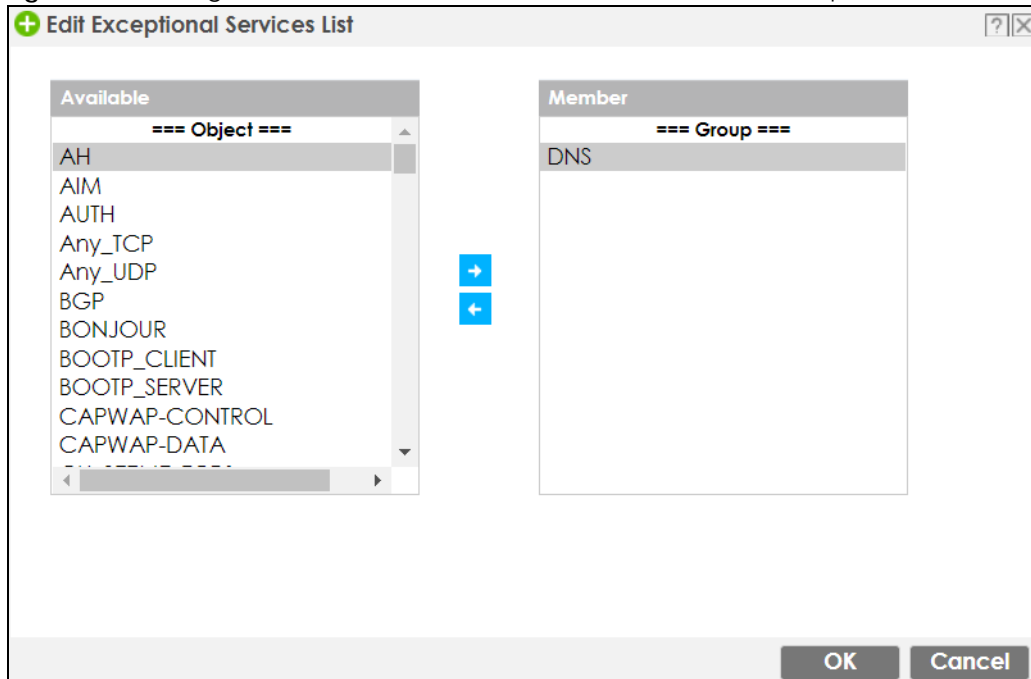 Edit Exceptional Services List
?
Available
=== Object ===
AH
AIM
AUTH
Any_TCP
Any_UDP
BGP
BONJOUR
BOOTP_CLIENT
BOOTP_SERVER
CAPWAP-CONTROL
CAPWAP-DATA
Member
=== Group ===
DNS
OK
Cancel